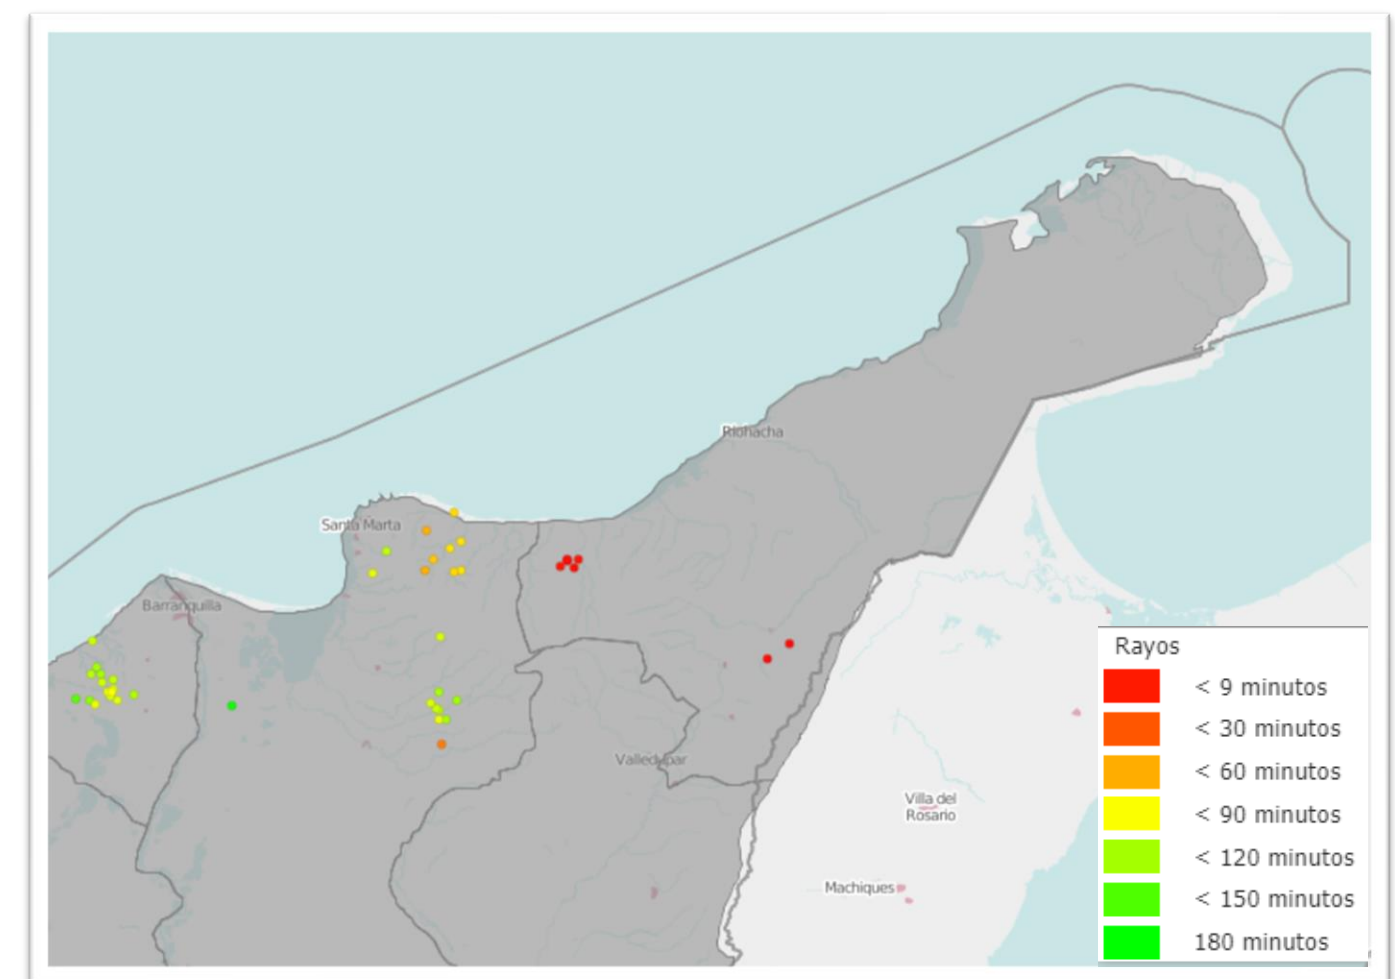 Riohacha
Santa Marta
Barranquilla
Valledupar
Villa del
Rosario
Machiques
Rayos
< 9 minutos
< 30 minutos
< 60 minutos
< 90 minutos
< 120 minutos
< 150 minutos
180 minutos